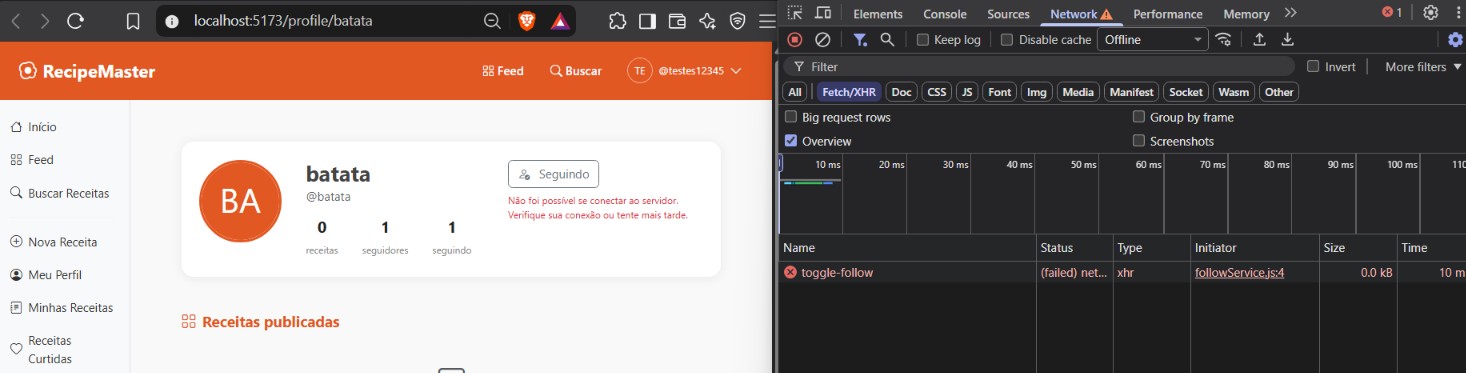 localhost:5173/profile/batata
RecipeMaster
Feed
Buscar
TE
@testes12345
Início
Feed
Buscar Receitas
Nova Receita
Meu Perfil
Minhas Receitas
Receitas
Curtidas
BA
batata
@batata
0 1 1
receitas seguidores seguindo
Seguindo
Não foi possível se conectar ao servidor.
Verifique sua conexão ou tente mais tarde.
Receitas publicadas
Elements Console Sources Network Performance Memory 1
Keep log Disable cache Offline
Filter Invert More filters
All Fetch/XHR Doc CSS JS Font Img Media Manifest Socket Wasm Other
Big request rows Group by frame
Overview Screenshots
10 ms 20 ms 30 ms 40 ms 50 ms 60 ms 70 ms 80 ms 90 ms 100 ms 110
Name Status Type Initiator Size Time
toggle-follow (failed) net... xhr followService.js:4 0.0 kB 10 m